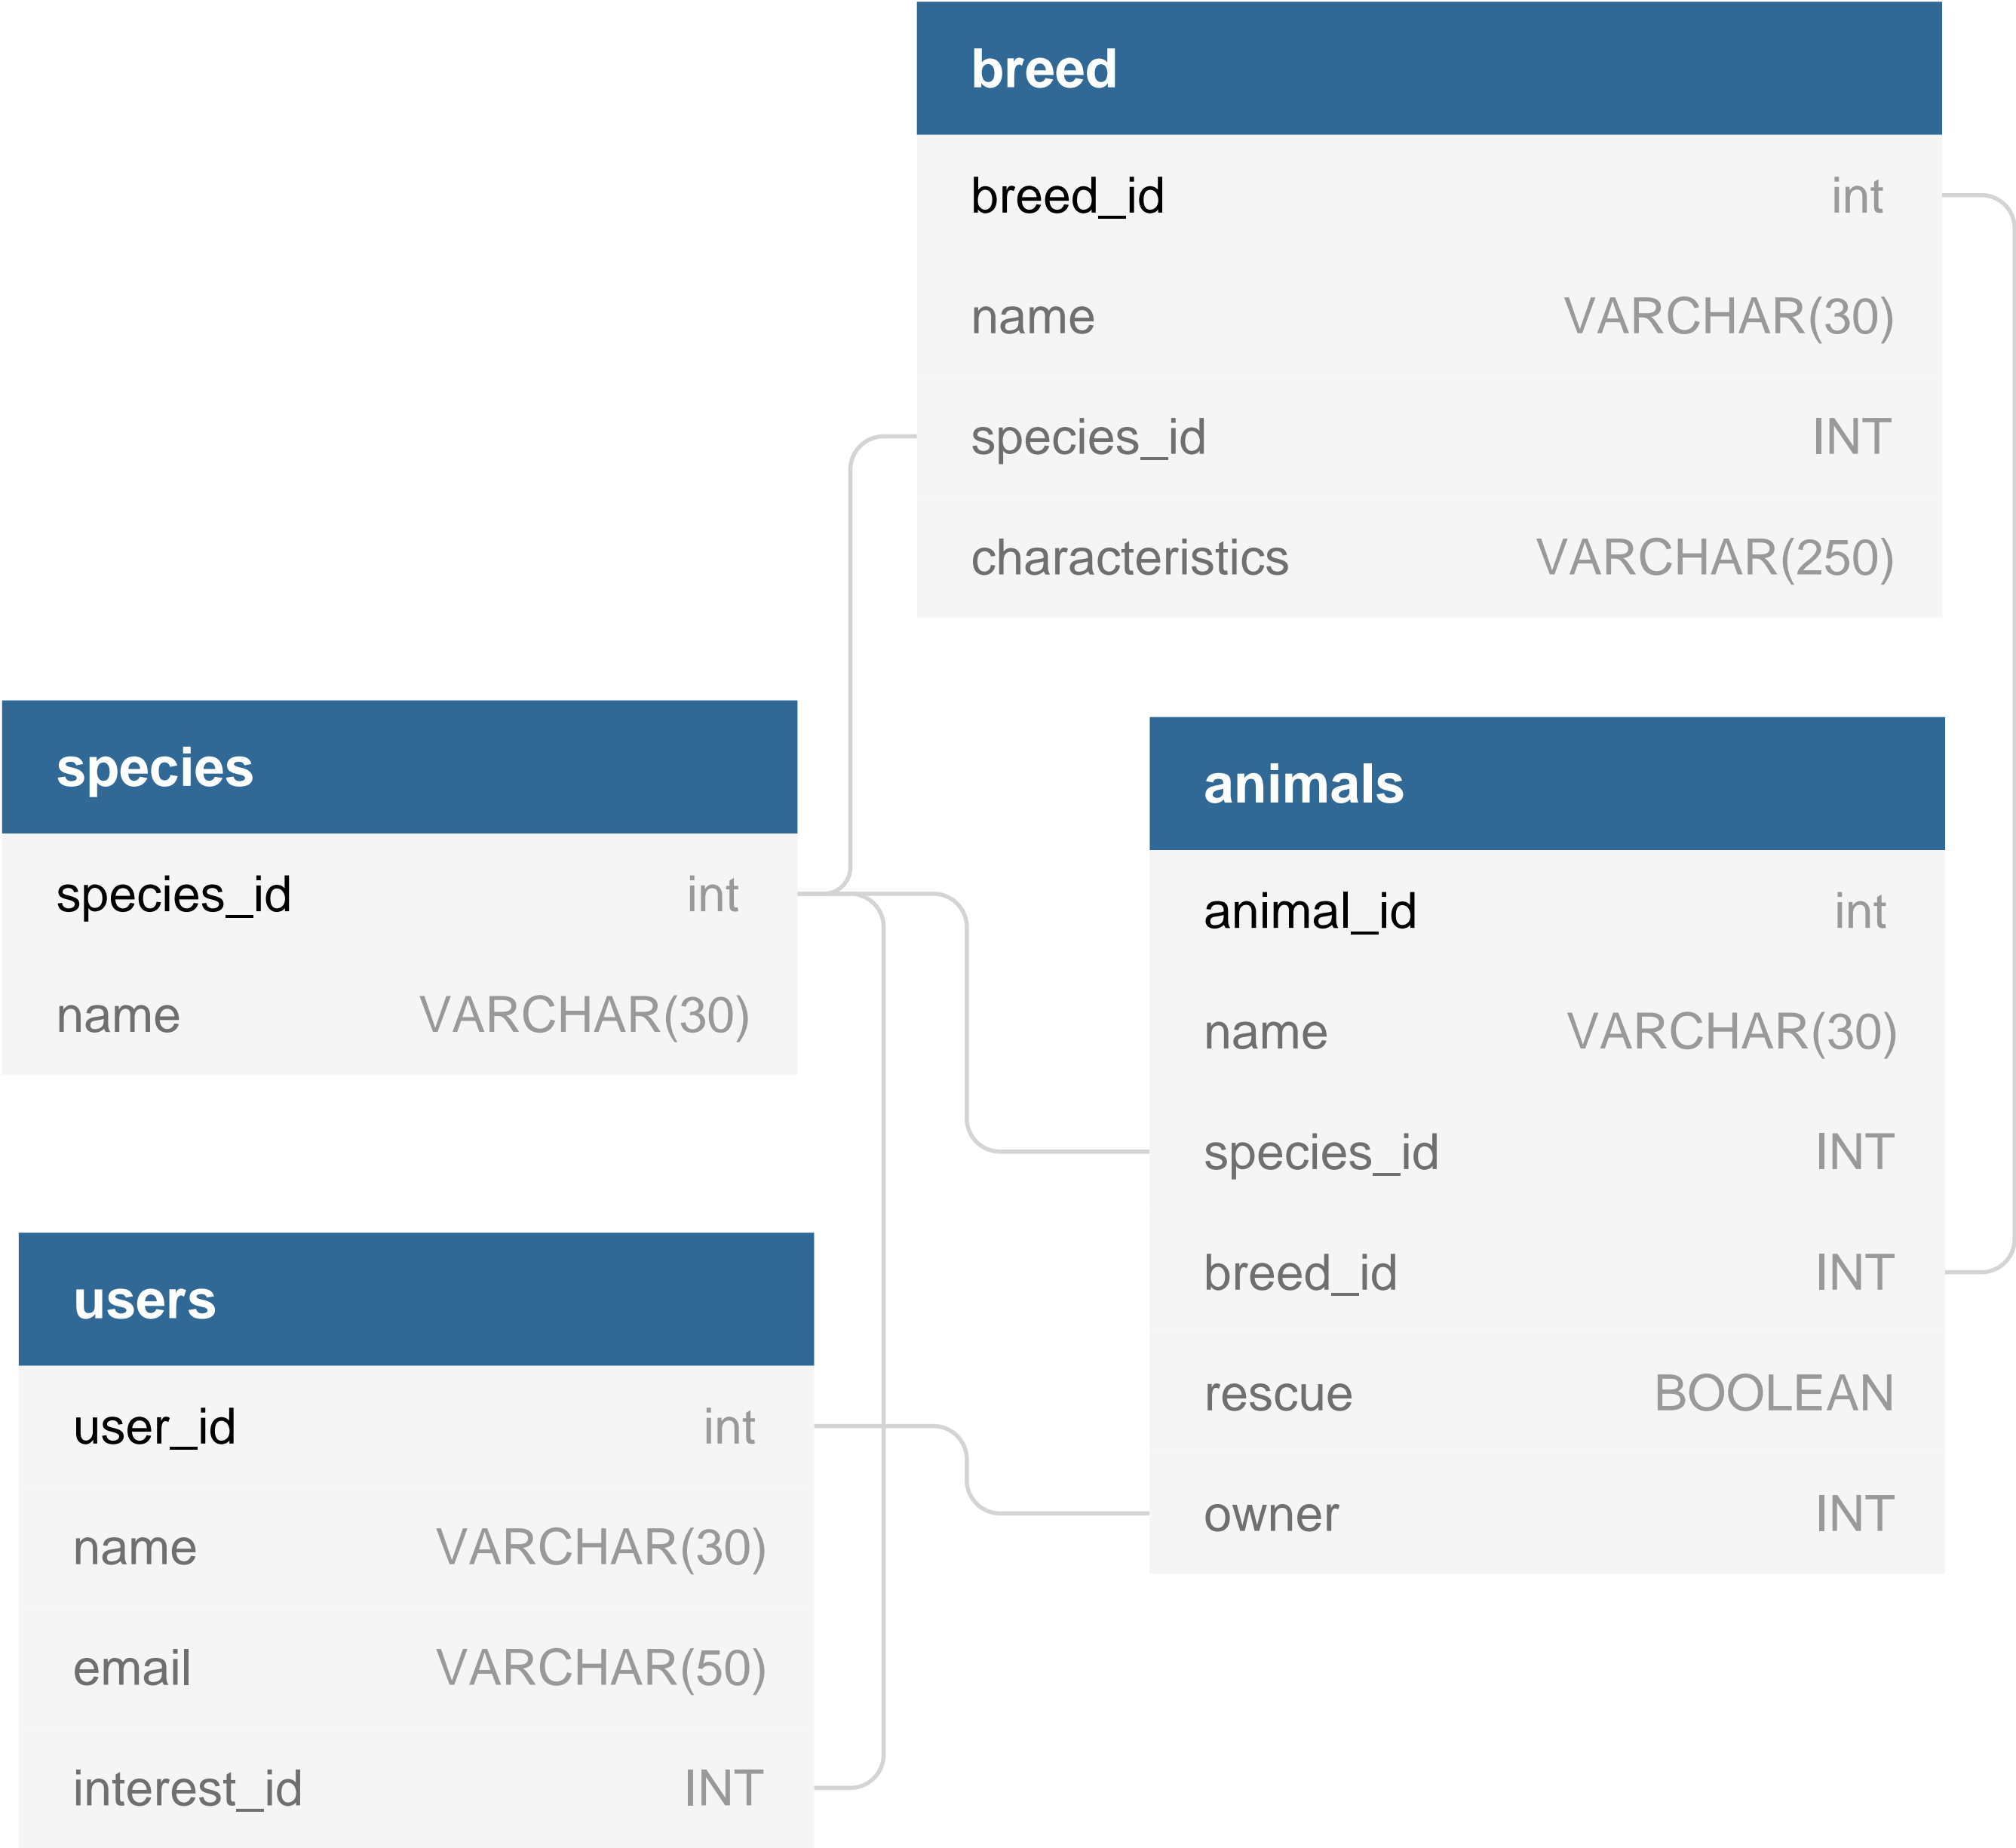 breed
breed_id int
name VARCHAR(30)
species_id INT
characteristics VARCHAR(250)
species
species_id int
name VARCHAR(30)
animals
animal_id int
name VARCHAR(30)
species_id INT
breed_id INT
rescue BOOLEAN
owner INT
users
user_id int
name VARCHAR(30)
email VARCHAR(50)
interest_id INT